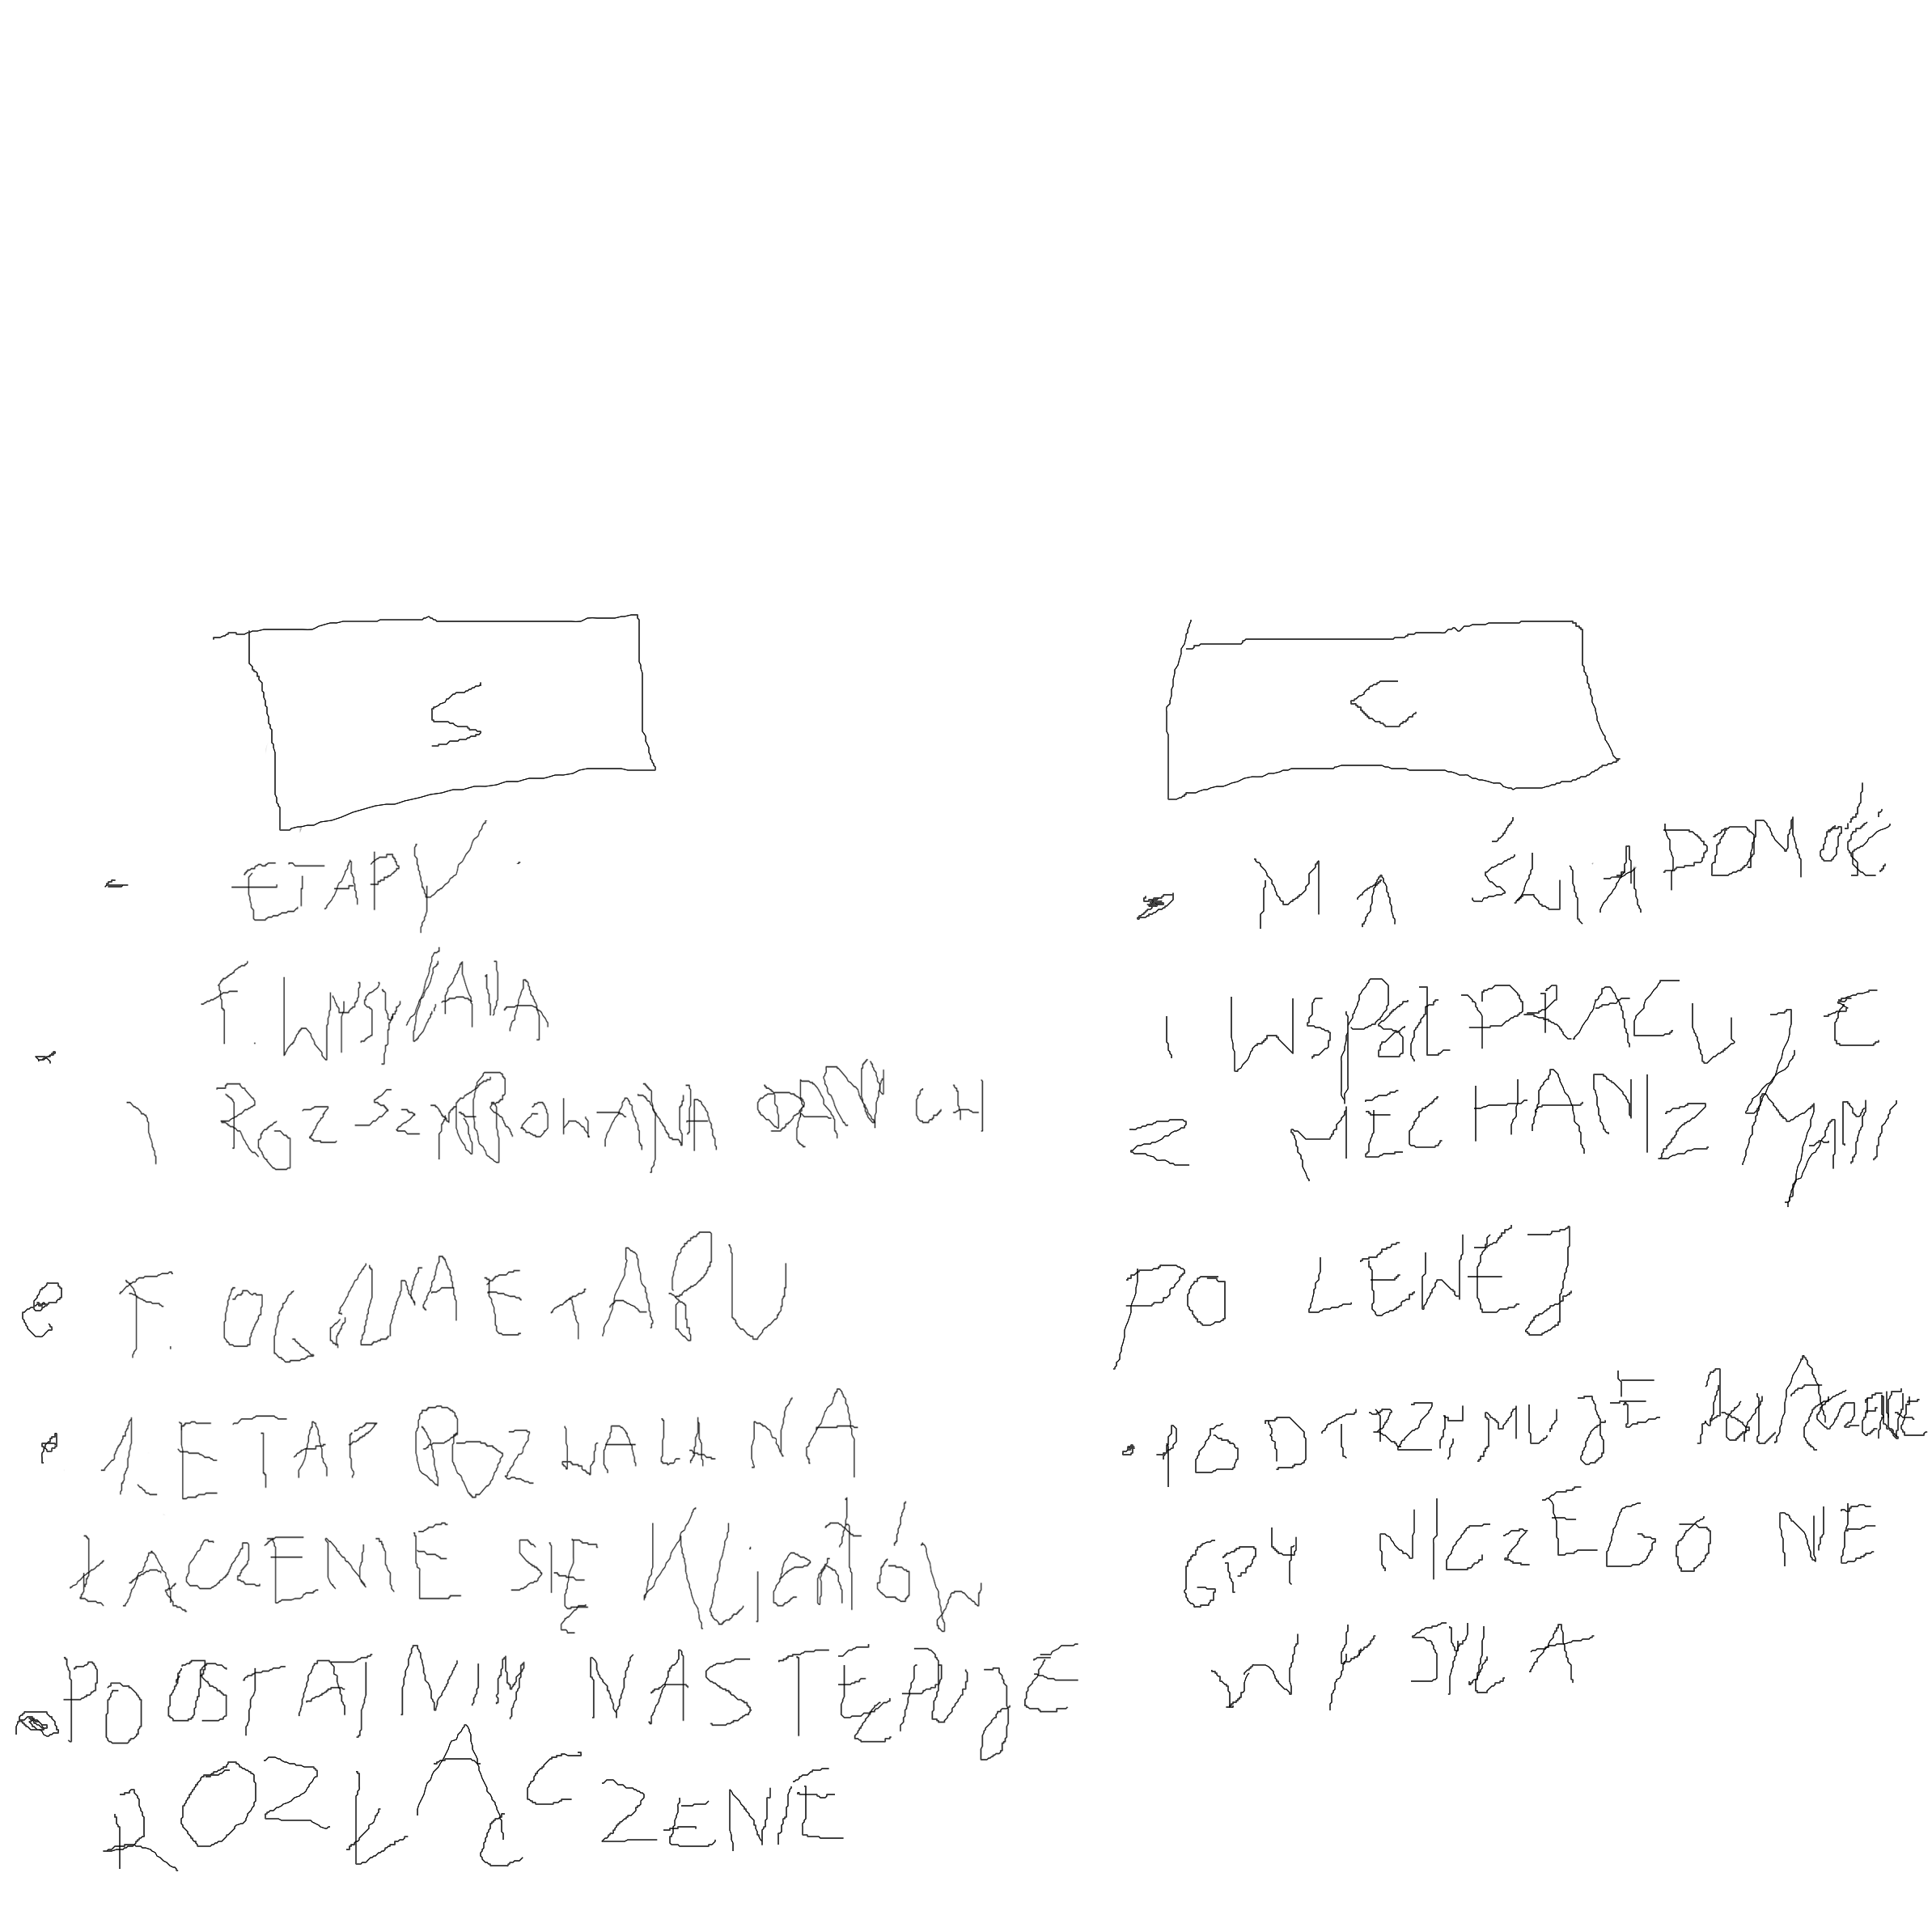 S
- ETAPY
F. WYSYŁANIA
ROZSZYFROWANIA DANYCH
F. ETAPU
1. ETAP POZWALA NA
ŁĄCZENIE SIĘ Klientów
PO OSTATNIM NASTĘPUJE
ROZŁĄCZENIE
C
MA ŚWIADOMOŚĆ
I WSPÓŁPRACUJE
Z MECHANIZMAMI
PO LEWEJ
PODTRZYMUJE POŁĄCZENIE
GDY NICZEGO NIE
WYSYŁA